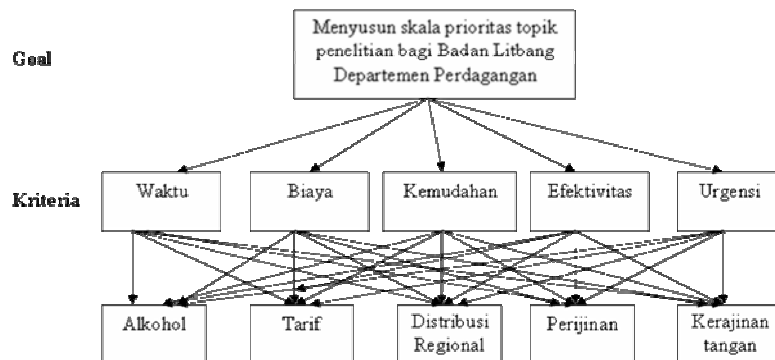 Menyusun skala prioritas topik
penelitian bagi Badan Litbang
Departemen Perdagangan
Goal
Kriteria
Waktu
Biaya
Kemudahan
Efektivitas
Urgensi
Alkohol
Tarif
Distribusi
Regional
Perijinan
Kerajinan
tangan